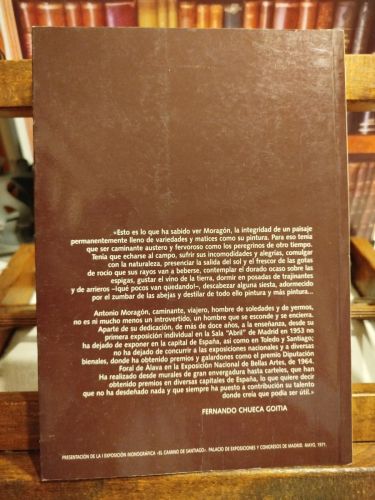 «Esto es lo que ha sabido ver Moragón, la integridad de un paisaje
permanentemente lleno de variedades y matices como su pintura. Para eso tenía
que ser caminante austero y fervoroso como los peregrinos de otro tiempo.
Tenía que echarse al campo, sufrir sus incomodidades y alegrías, comulgar
con la naturaleza, presenciar la salida del sol y el frescor de las gotas
de rocío que sus rayos van a beberse, contemplar el dorado ocaso sobre las
espigas, gustar el vino de la tierra, dormir en posadas de trajinantes
y de arrieros «¡qué pocos van quedando!», descabezar alguna siesta, adormecido
por el zumbar de las abejas y destilar de todo ello pintura y más pintura...
Antonio Moragón, caminante, viajero, hombre de soledades y de yermos,
no es ni mucho menos un introvertido, un hombre que se esconde y se encierra.
Aparte de su dedicación, de más de doce años, a la enseñanza, desde su
primera exposición individual en la Sala "Abril" de Madrid en 1953 no
ha dejado de exponer en la capital de España, así como en Toledo y Santiago;
no ha dejado de concurrir a las exposiciones nacionales y a diversas
bienales, donde ha obtenido premios y galardones como el premio Diputación
Foral de Alava en la Exposición Nacional de Bellas Artes, de 1964.
Ha realizado desde murales de gran envergadura hasta carteles, que han
obtenido premios en diversas capitales de España, lo que quiere decir
que no ha desdeñado nada y que siempre ha puesto a contribución su talento
donde creía que podía ser útil.»
FERNANDO CHUECA GOITIA
PRESENTACIÓN DE LA I EXPOSICIÓN MONOGRÁFICA «EL CAMINO DE SANTIAGO». PALACIO DE EXPOSICIONES Y CONGRESOS DE MADRID. MAYO, 1971.